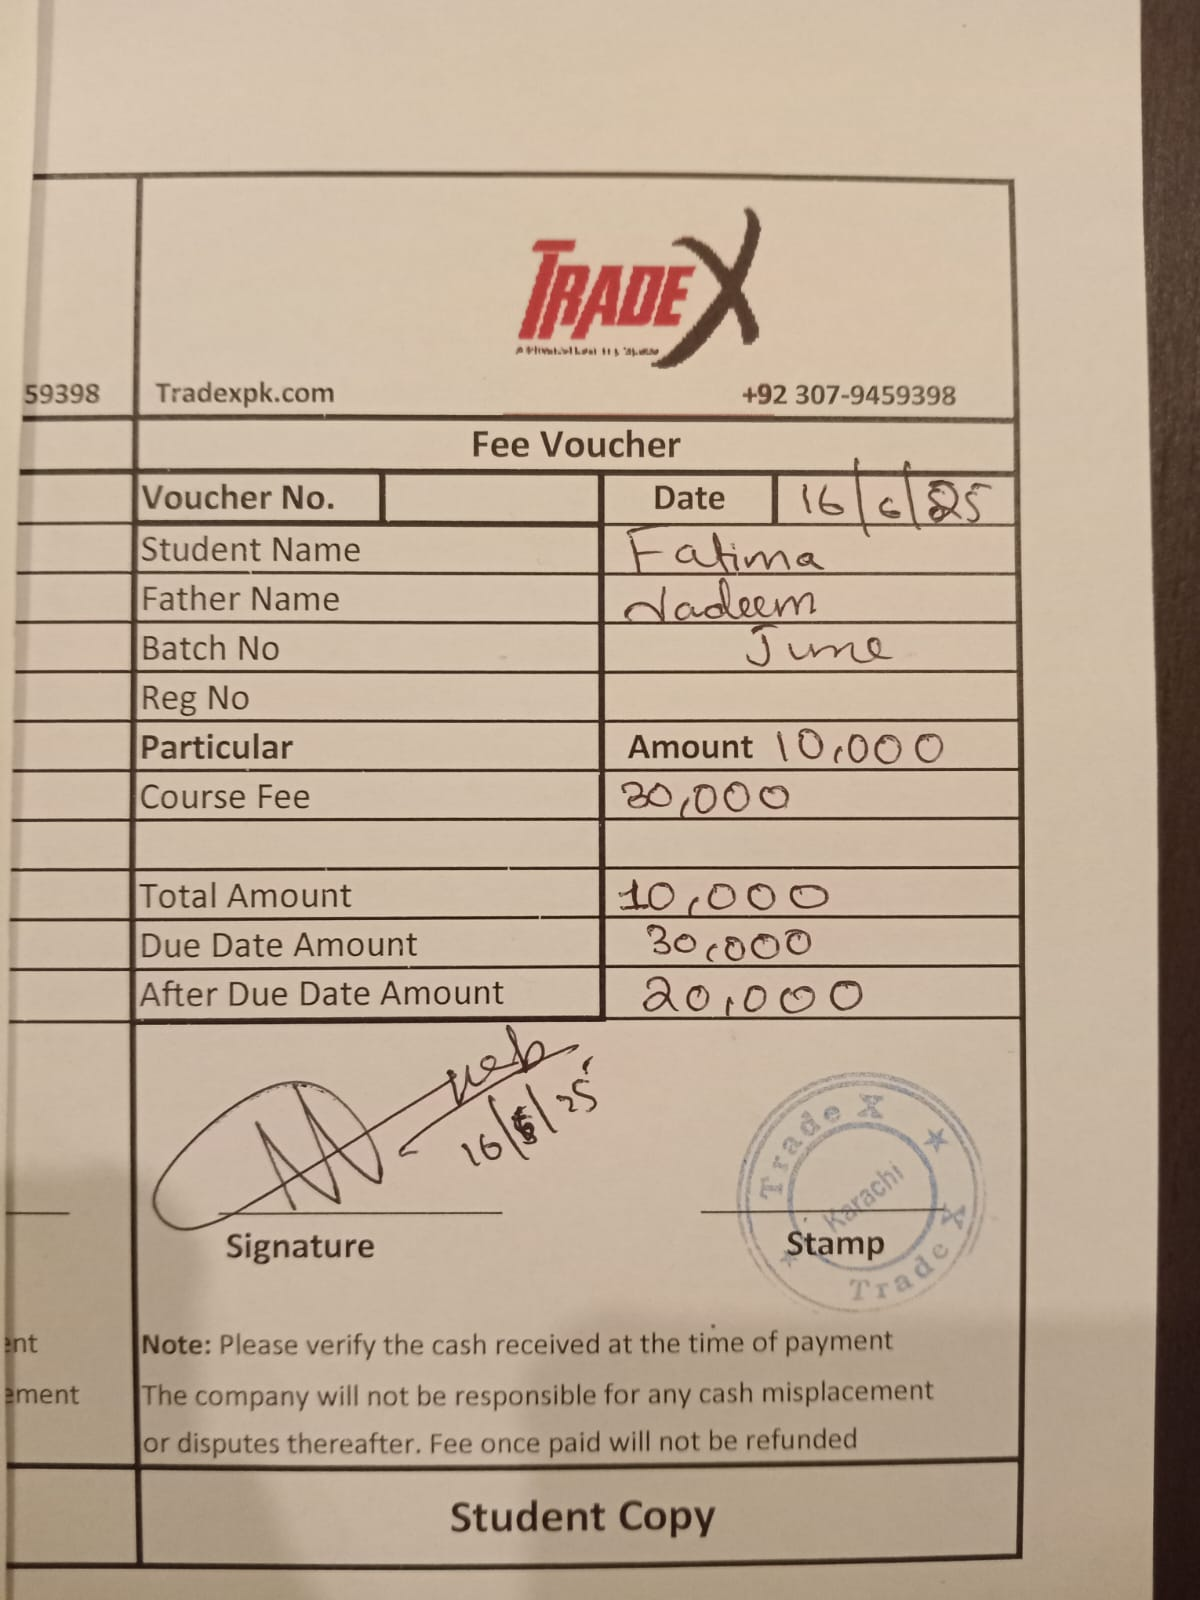 TRADEX
59398
Tradexpk.com +92 307-9459398
Fee Voucher
Voucher No. Date 16/6/25
Student Name Fatima
Father Name Nadeem
Batch No June
Reg No
Particular Amount 10,000
Course Fee 30,000
Total Amount 10,000
Due Date Amount 30,000
After Due Date Amount 20,000
16/6/25
Trade X
Karachi
Trade X
Signature Stamp
ent
Note: Please verify the cash received at the time of payment
ement
The company will not be responsible for any cash misplacement
or disputes thereafter. Fee once paid will not be refunded
Student Copy